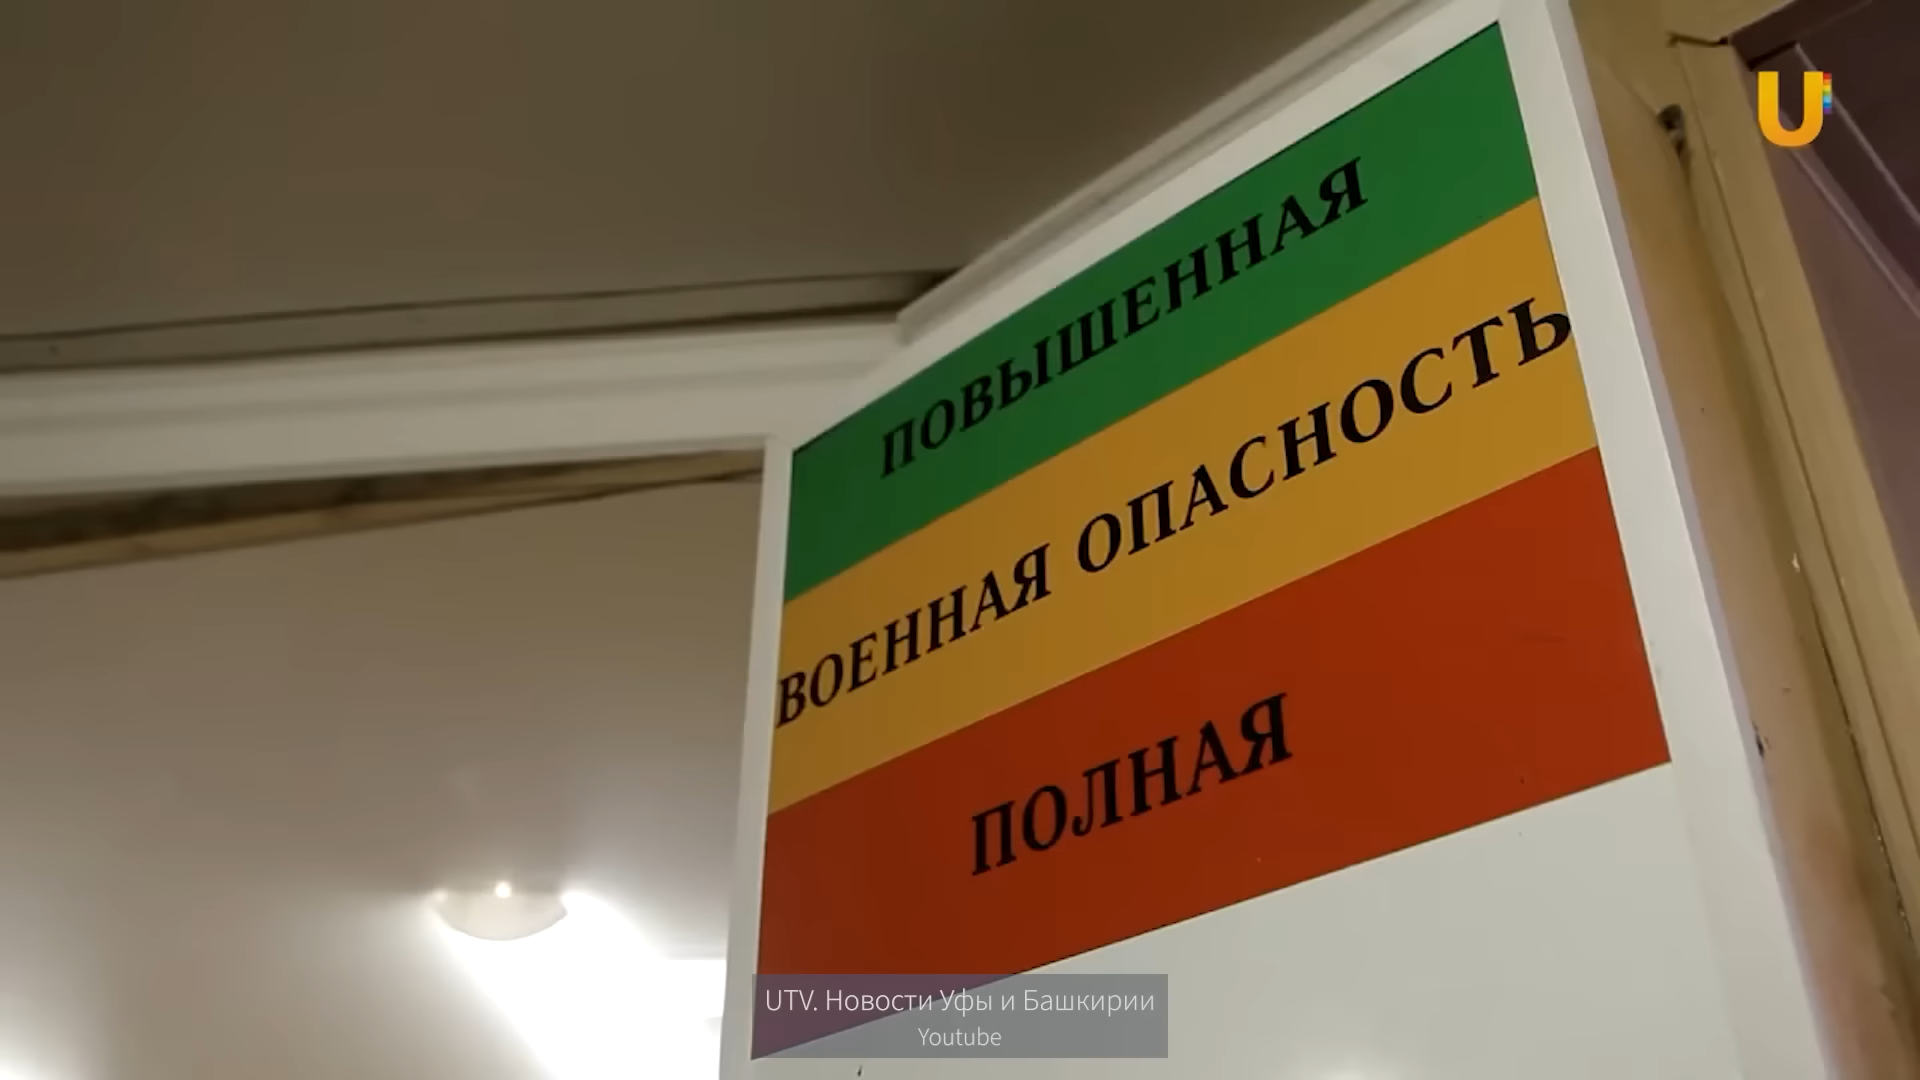 U
ПОВЫШЕННАЯ
ВОЕННАЯ ОПАСНОСТЬ
ПОЛНАЯ
UTV. Новости Уфы и Башкирии
Youtube